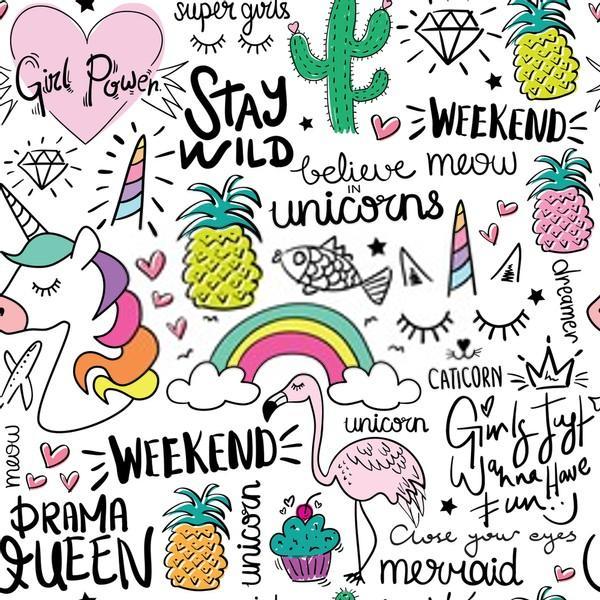 super girls
Girl Power
STAY
WILD
WEEKEND
believe
IN
unicorns
meow
dreamer
CATICORN
Girls Just
Wanna Have
Fun!
unicorn
WEEKEND
meow
DRAMA
QUEEN
unicorn
Close your eyes
mermaid